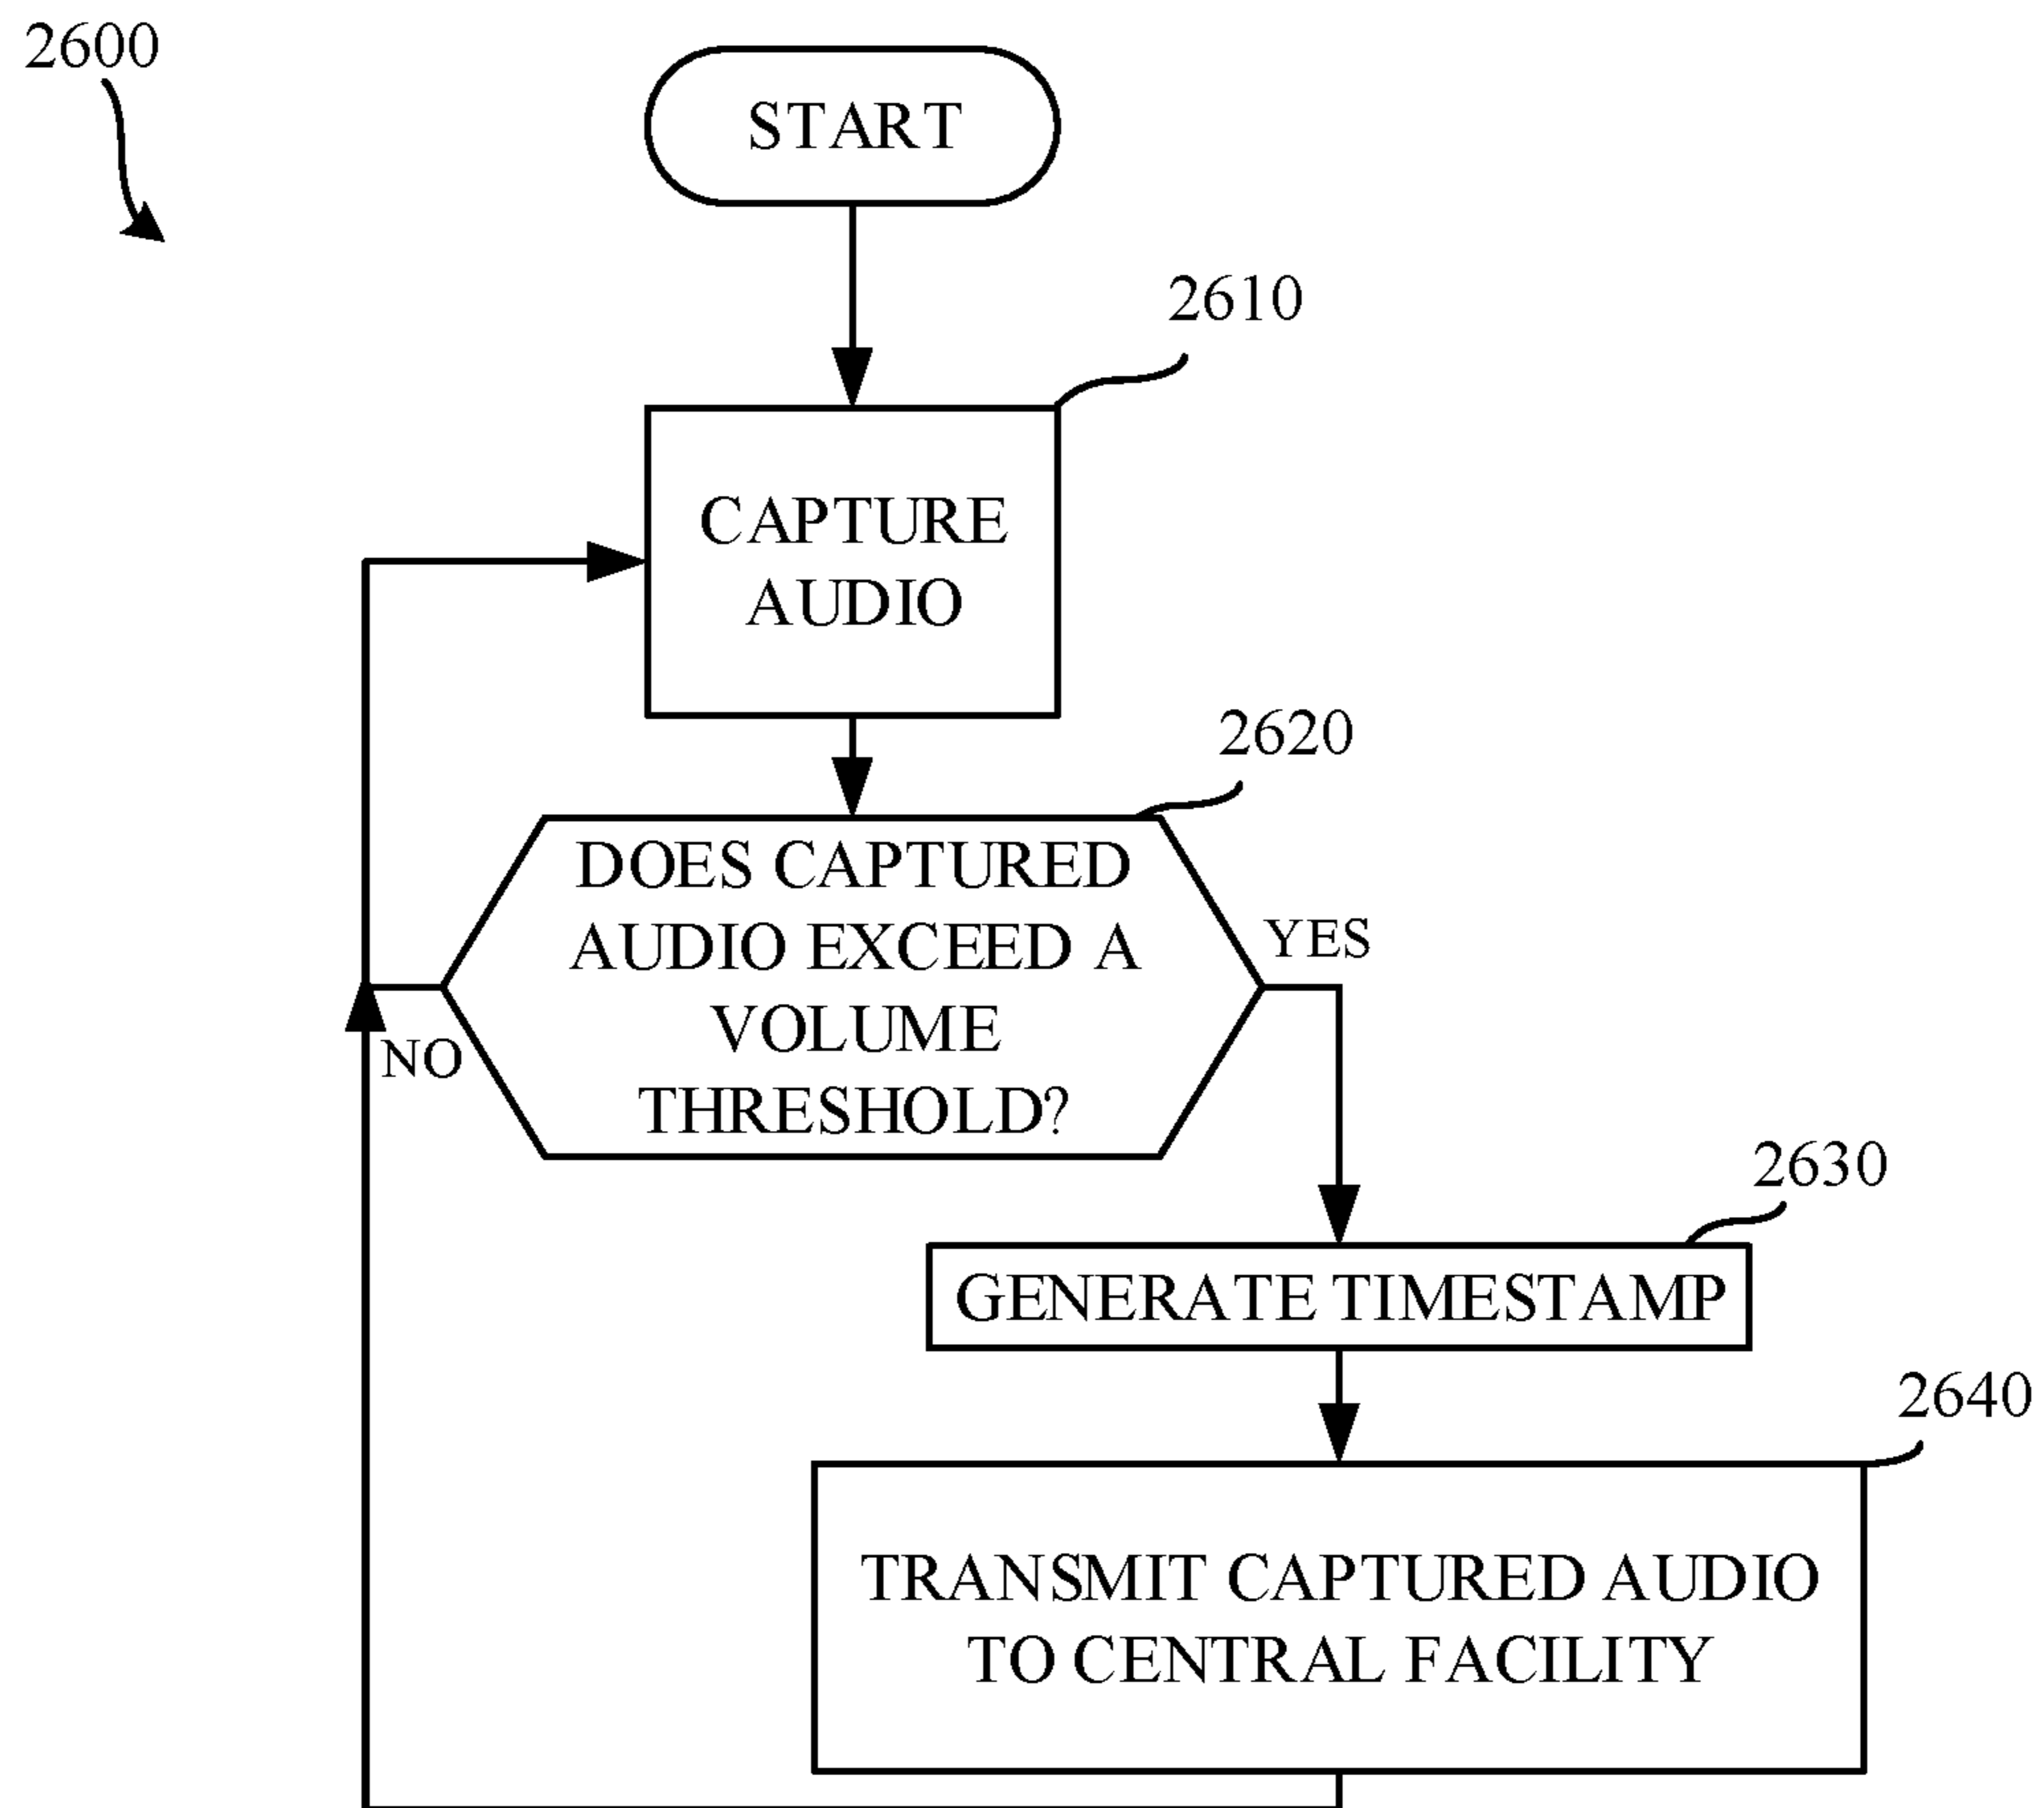 2600
START
2610
CAPTURE
AUDIO
2620
DOES CAPTURED
AUDIO EXCEED A
VOLUME
THRESHOLD?
YES
NO
2630
GENERATE TIMESTAMP
2640
TRANSMIT CAPTURED AUDIO
TO CENTRAL FACILITY